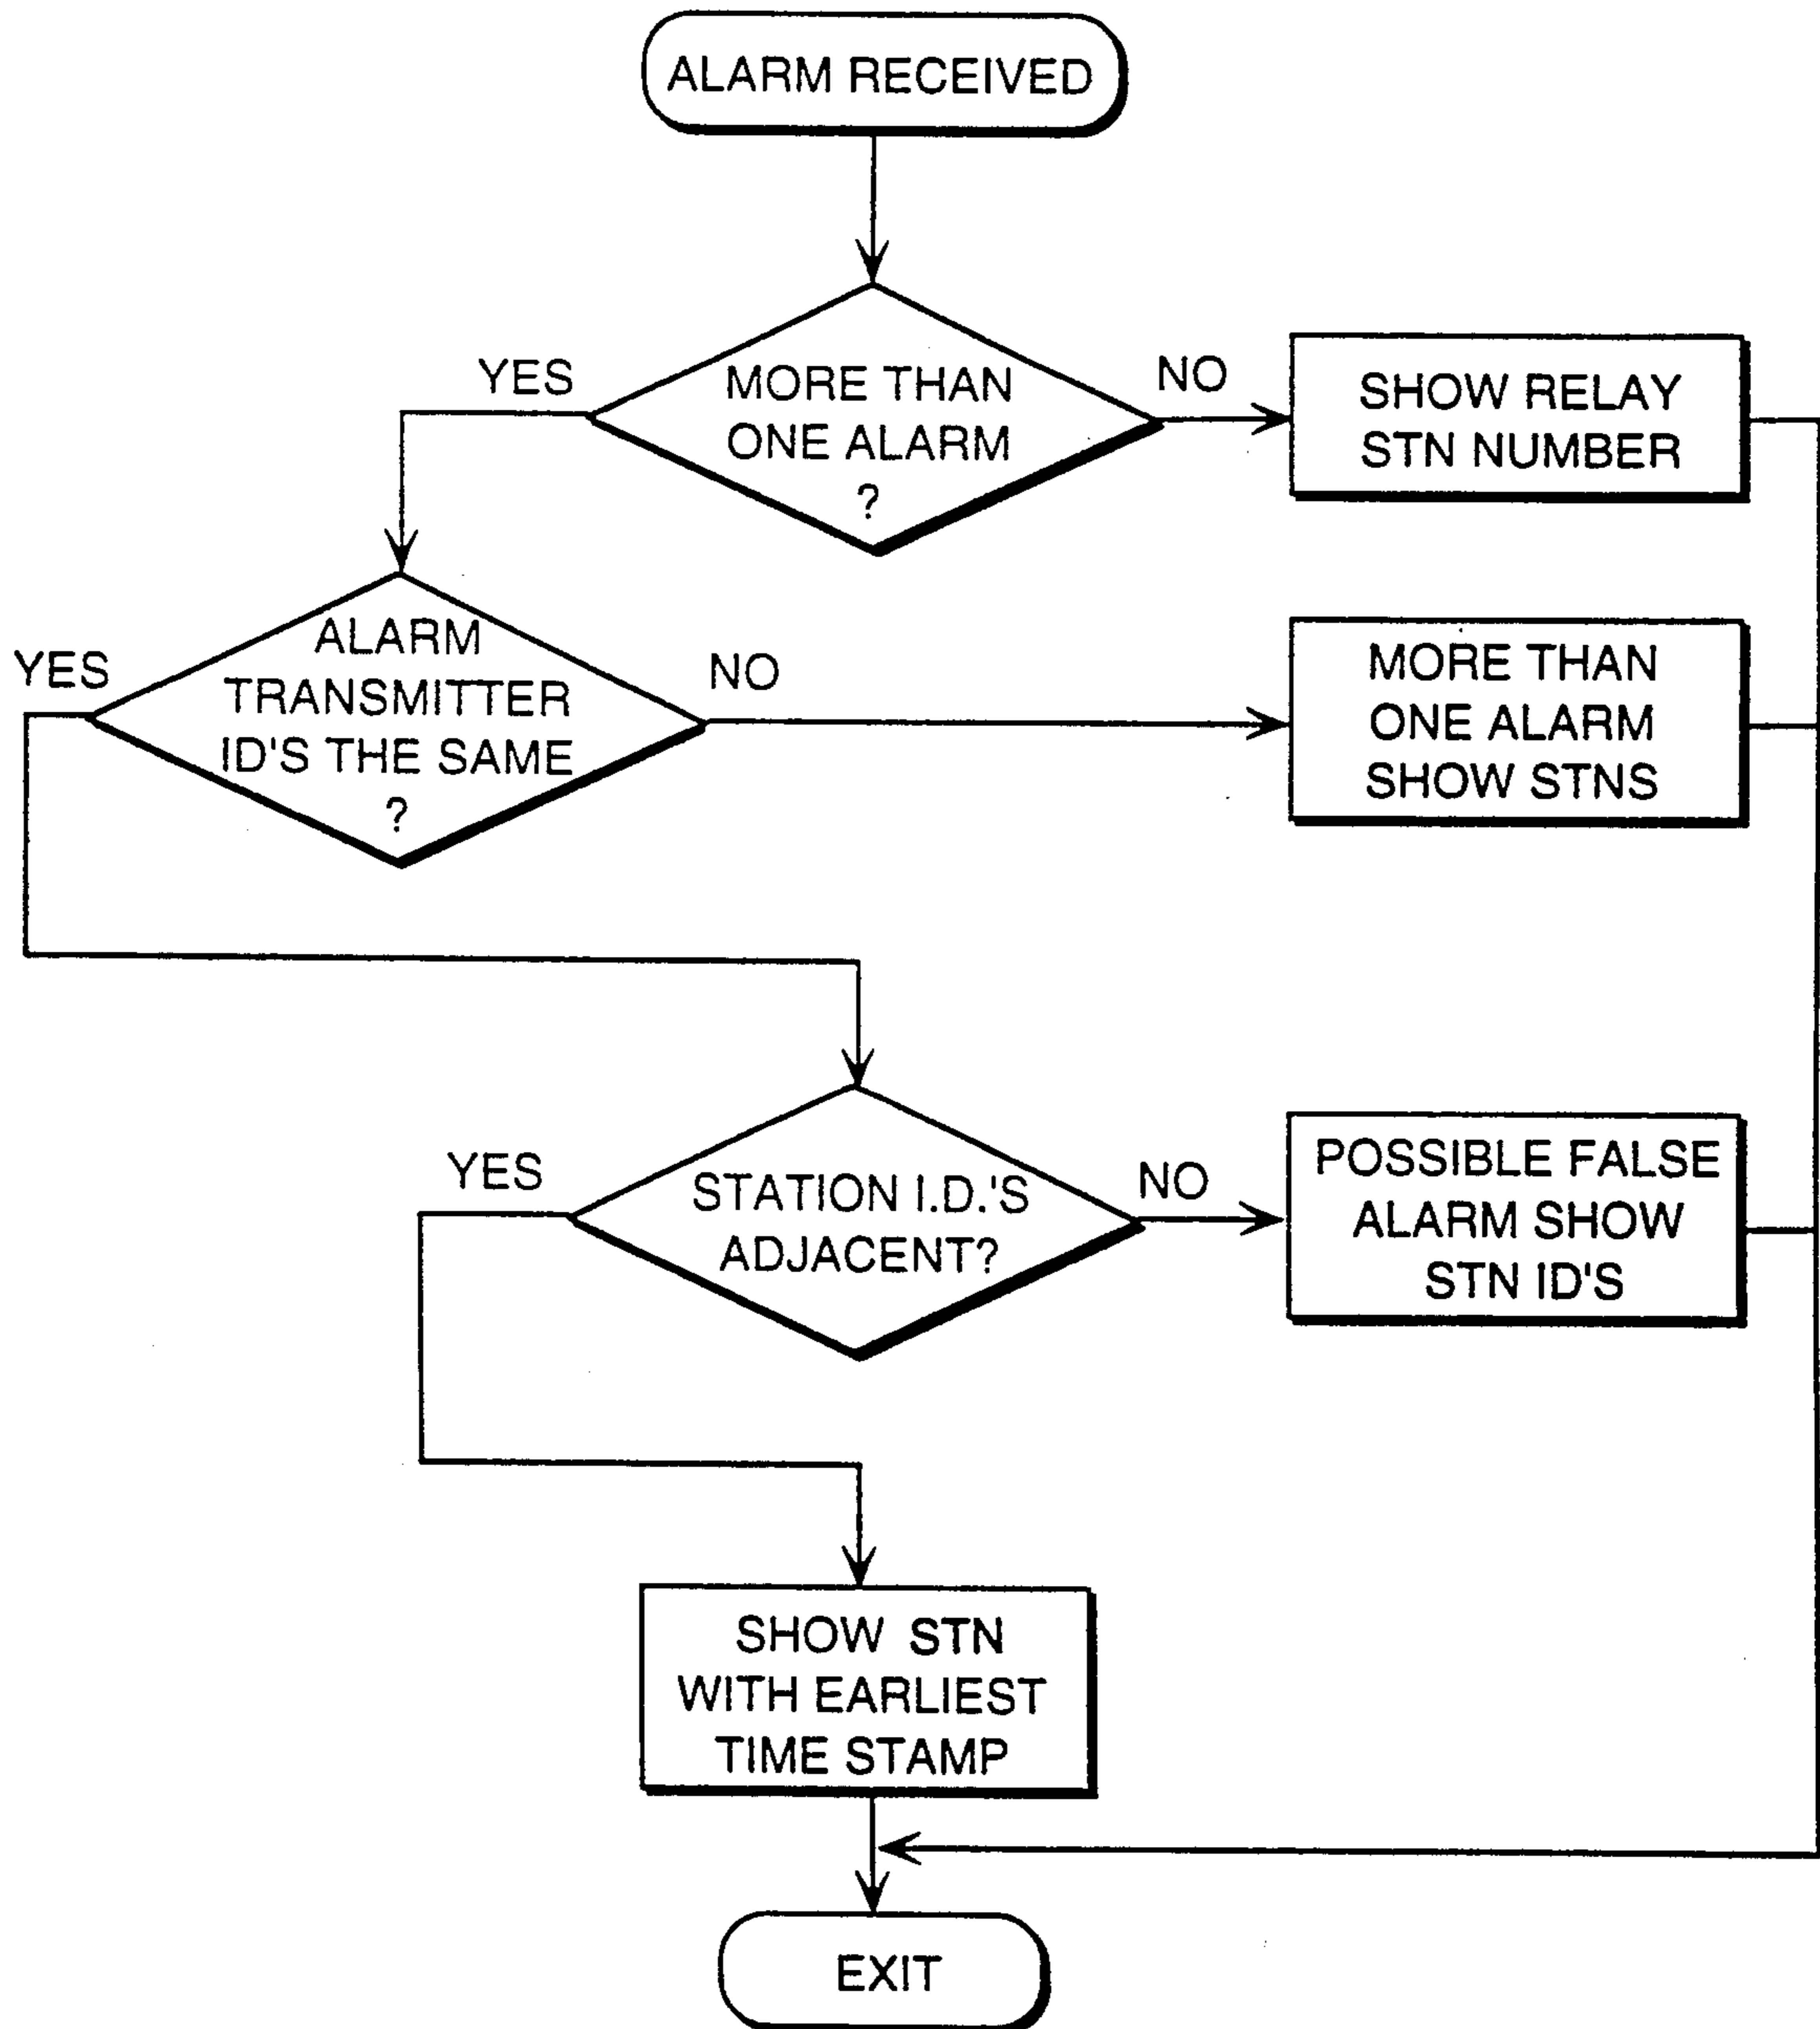 ALARM RECEIVED
YES
MORE THAN
ONE ALARM
?
NO
SHOW RELAY
STN NUMBER
YES
ALARM
TRANSMITTER
ID'S THE SAME
?
NO
MORE THAN
ONE ALARM
SHOW STNS
YES
STATION I.D.'S
ADJACENT?
NO
POSSIBLE FALSE
ALARM SHOW
STN ID'S
SHOW STN
WITH EARLIEST
TIME STAMP
EXIT